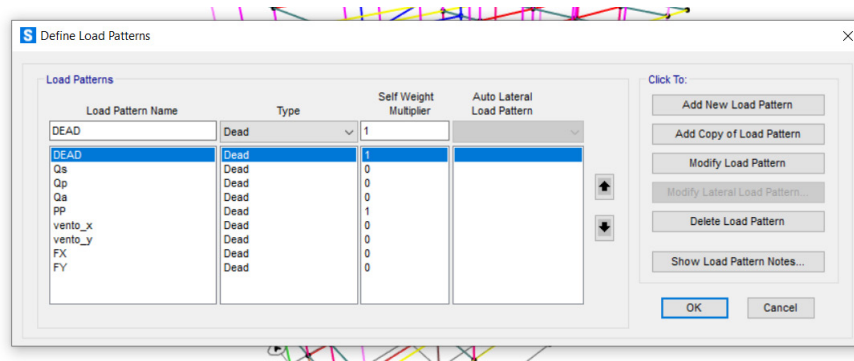 S Define Load Patterns
Load Patterns
Click To:
Load Pattern Name Type Self Weight Multiplier Auto Lateral Load Pattern
DEAD Dead 1
DEAD Dead 1
Qs Dead 0
Qp Dead 0
Qa Dead 0
PP Dead 1
vento_x Dead 0
vento_y Dead 0
FX Dead 0
FY Dead 0
Add New Load Pattern
Add Copy of Load Pattern
Modify Load Pattern
Modify Lateral Load Pattern...
Delete Load Pattern
Show Load Pattern Notes...
OK Cancel